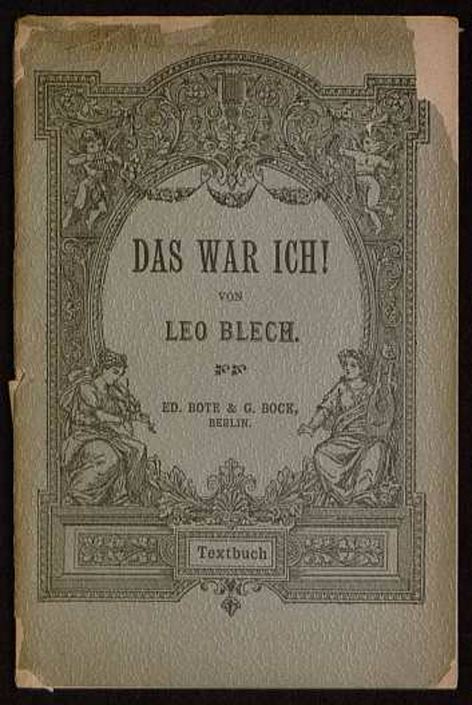 DAS WAR ICH!
VON
LEO BLECH.
ED. BOTE & G. BOCK,
BERLIN.
Textbuch